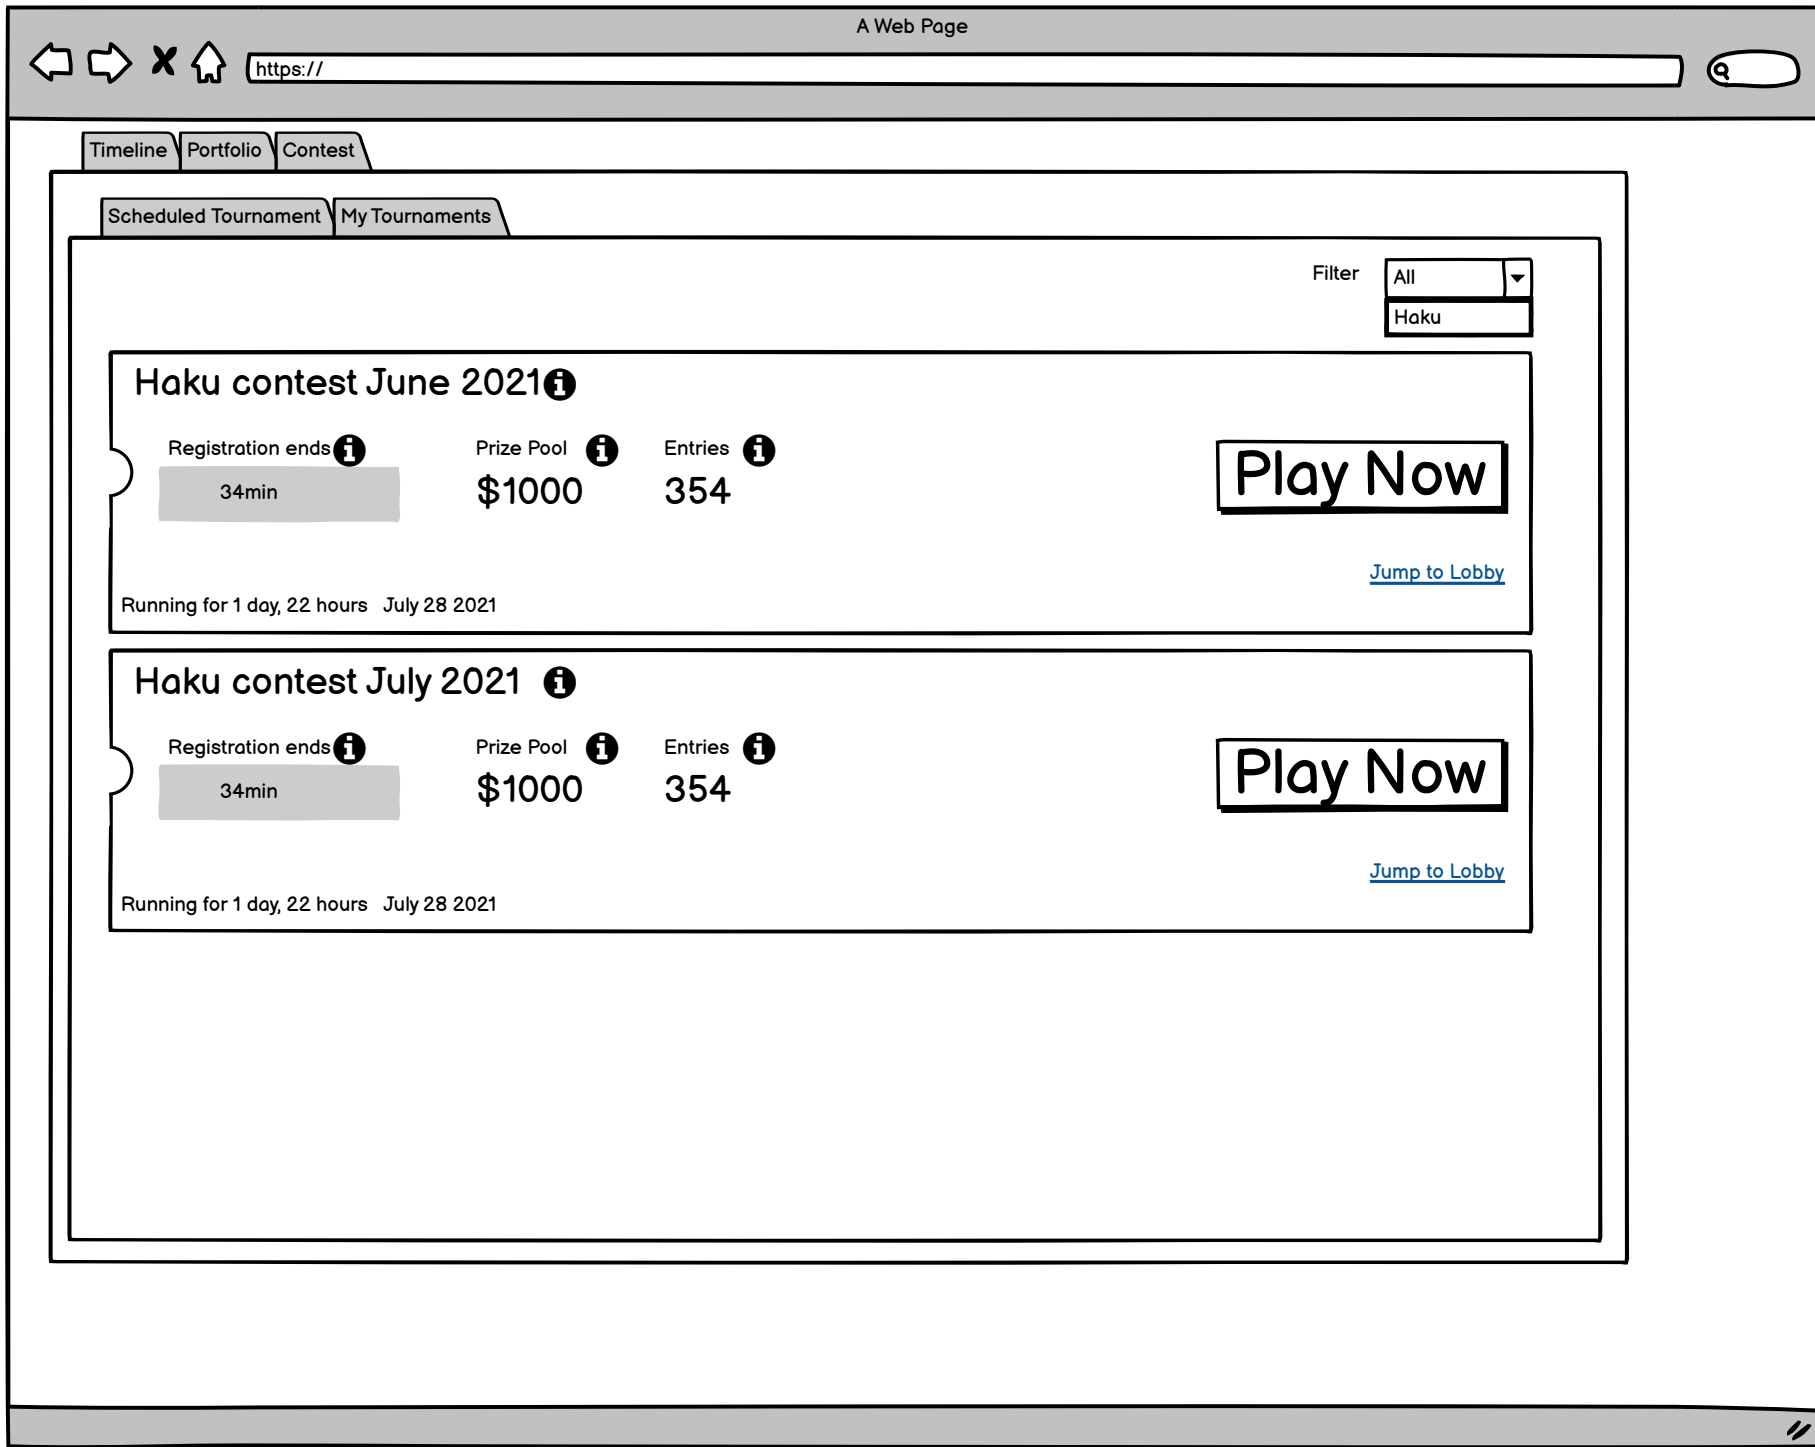 A Web Page
https://
Timeline Portfolio Contest
Scheduled Tournament My Tournaments
Filter All
Haku
Haku contest June 2021
Registration ends Prize Pool Entries
34min $1000 354 Play Now
Jump to Lobby
Running for 1 day, 22 hours July 28 2021
Haku contest July 2021
Registration ends Prize Pool Entries
34min $1000 354 Play Now
Jump to Lobby
Running for 1 day, 22 hours July 28 2021